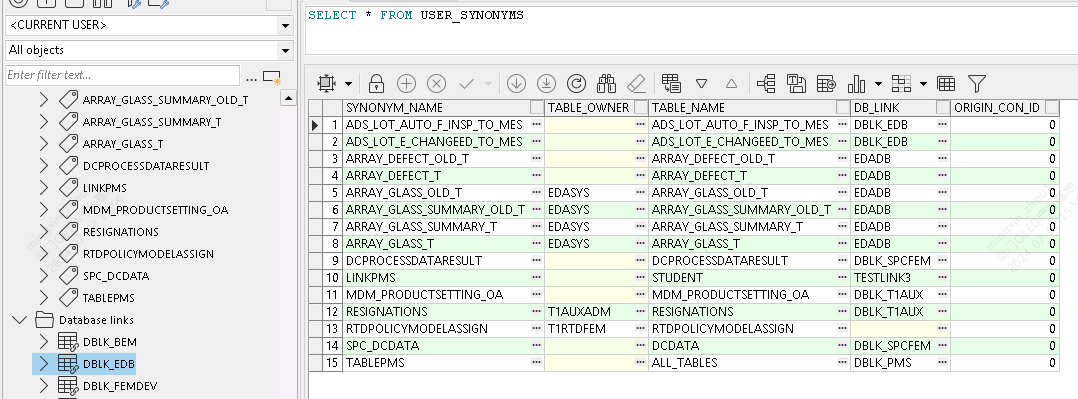 <CURRENT USER>
All objects
Enter filter text...
...
ARRAY_GLASS_SUMMARY_OLD_T
ARRAY_GLASS_SUMMARY_T
ARRAY_GLASS_T
DCPROCESSDATARESULT
LINKPMS
MDM_PRODUCTSETTING_OA
RESIGNATIONS
RTDPOLICYMODELASSIGN
SPC_DCDATA
TABLEPMS
Database links
DBLK_BEM
DBLK_EDB
DBLK_FEMDEV
SELECT * FROM USER_SYNONYMS
SYNONYM_NAME TABLE_OWNER TABLE_NAME DB_LINK ORIGIN_CON_ID
1 ADS_LOT_AUTO_F_INSP_TO_MES ... ... ADS_LOT_AUTO_F_INSP_TO_MES ... DBLK_EDB ... 0
2 ADS_LOT_E_CHANGEED_TO_MES ... ... ADS_LOT_E_CHANGEED_TO_MES ... DBLK_EDB ... 0
3 ARRAY_DEFECT_OLD_T ... ... ARRAY_DEFECT_OLD_T ... EDADB ... 0
4 ARRAY_DEFECT_T ... ... ARRAY_DEFECT_T ... EDADB ... 0
5 ARRAY_GLASS_OLD_T ... EDASYS ... ARRAY_GLASS_OLD_T ... EDADB ... 0
6 ARRAY_GLASS_SUMMARY_OLD_T ... EDASYS ... ARRAY_GLASS_SUMMARY_OLD_T ... EDADB ... 0
7 ARRAY_GLASS_SUMMARY_T ... EDASYS ... ARRAY_GLASS_SUMMARY_T ... EDADB ... 0
8 ARRAY_GLASS_T ... EDASYS ... ARRAY_GLASS_T ... EDADB ... 0
9 DCPROCESSDATARESULT ... ... DCPROCESSDATARESULT ... DBLK_SPCFEM ... 0
10 LINKPMS ... ... STUDENT ... TESTLINK3 ... 0
11 MDM_PRODUCTSETTING_OA ... ... MDM_PRODUCTSETTING_OA ... DBLK_T1AUX ... 0
12 RESIGNATIONS ... T1AUXADM ... RESIGNATIONS ... DBLK_T1AUX ... 0
13 RTDPOLICYMODELASSIGN ... T1RTDFEM ... RTDPOLICYMODELASSIGN ... ... 0
14 SPC_DCDATA ... ... DCDATA ... DBLK_SPCFEM ... 0
15 TABLEPMS ... ... ALL_TABLES ... DBLK_PMS ... 0